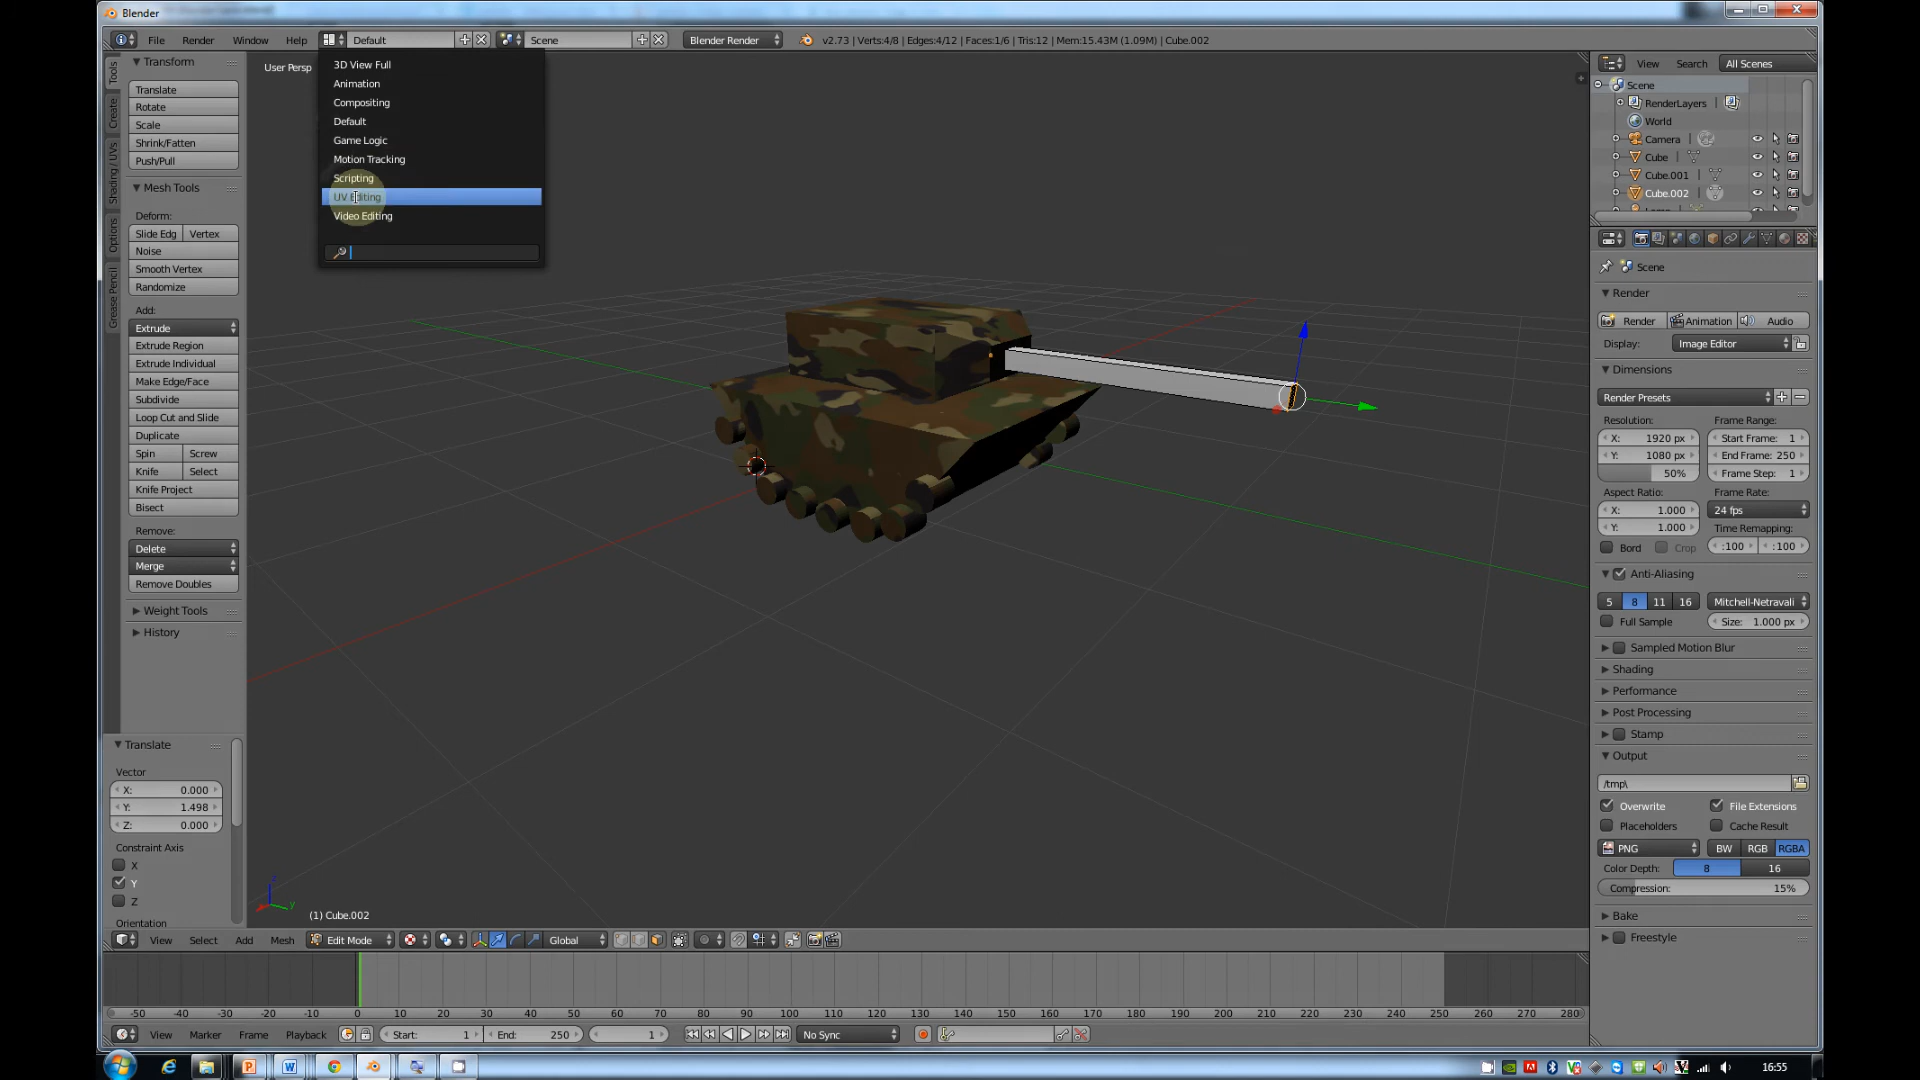 Blender
File Render Window Help Default Scene Blender Render v2.73 | Verts:4/8 | Edges:4/12 | Faces:1/6 | Tris:12 | Mem:15.43M (1.09M) | Cube.002
Tools
Create
Shading / UVs
Options
Grease Pencil
Transform
Translate
Rotate
Scale
Shrink/Fatten
Push/Pull
Mesh Tools
Deform:
Slide Edg Vertex
Noise
Smooth Vertex
Randomize
Add:
Extrude
Extrude Region
Extrude Individual
Make Edge/Face
Subdivide
Loop Cut and Slide
Duplicate
Spin Screw
Knife Select
Knife Project
Bisect
Remove:
Delete
Merge
Remove Doubles
Weight Tools
History
Translate
Vector
X: 0.000
Y: 1.498
Z: 0.000
Constraint Axis
X
Y
Z
Orientation
User Persp
3D View Full
Animation
Compositing
Default
Game Logic
Motion Tracking
Scripting
UV Editing
Video Editing
(1) Cube.002
View Select Add Mesh Edit Mode Global
-50 -40 -30 -20 -10 0 10 20 30 40 50 60 70 80 90 100 110 120 130 140 150 160 170 180 190 200 210 220 230 240 250 260 270 280
View Marker Frame Playback Start: 1 End: 250 1 No Sync
View Search All Scenes
Scene
RenderLayers
World
Camera
Cube
Cube.001
Cube.002
Scene
Render
Render Animation Audio
Display: Image Editor
Dimensions
Render Presets
Resolution: Frame Range:
X: 1920 px Start Frame: 1
Y: 1080 px End Frame: 250
50% Frame Step: 1
Aspect Ratio: Frame Rate:
X: 1.000 24 fps
Y: 1.000 Time Remapping:
Bord Crop :100 :100
Anti-Aliasing
5 8 11 16 Mitchell-Netravali
Full Sample Size: 1.000 px
Sampled Motion Blur
Shading
Performance
Post Processing
Stamp
Output
/tmp\
Overwrite File Extensions
Placeholders Cache Result
PNG BW RGB RGBA
Color Depth: 8 16
Compression: 15%
Bake
Freestyle
16:55